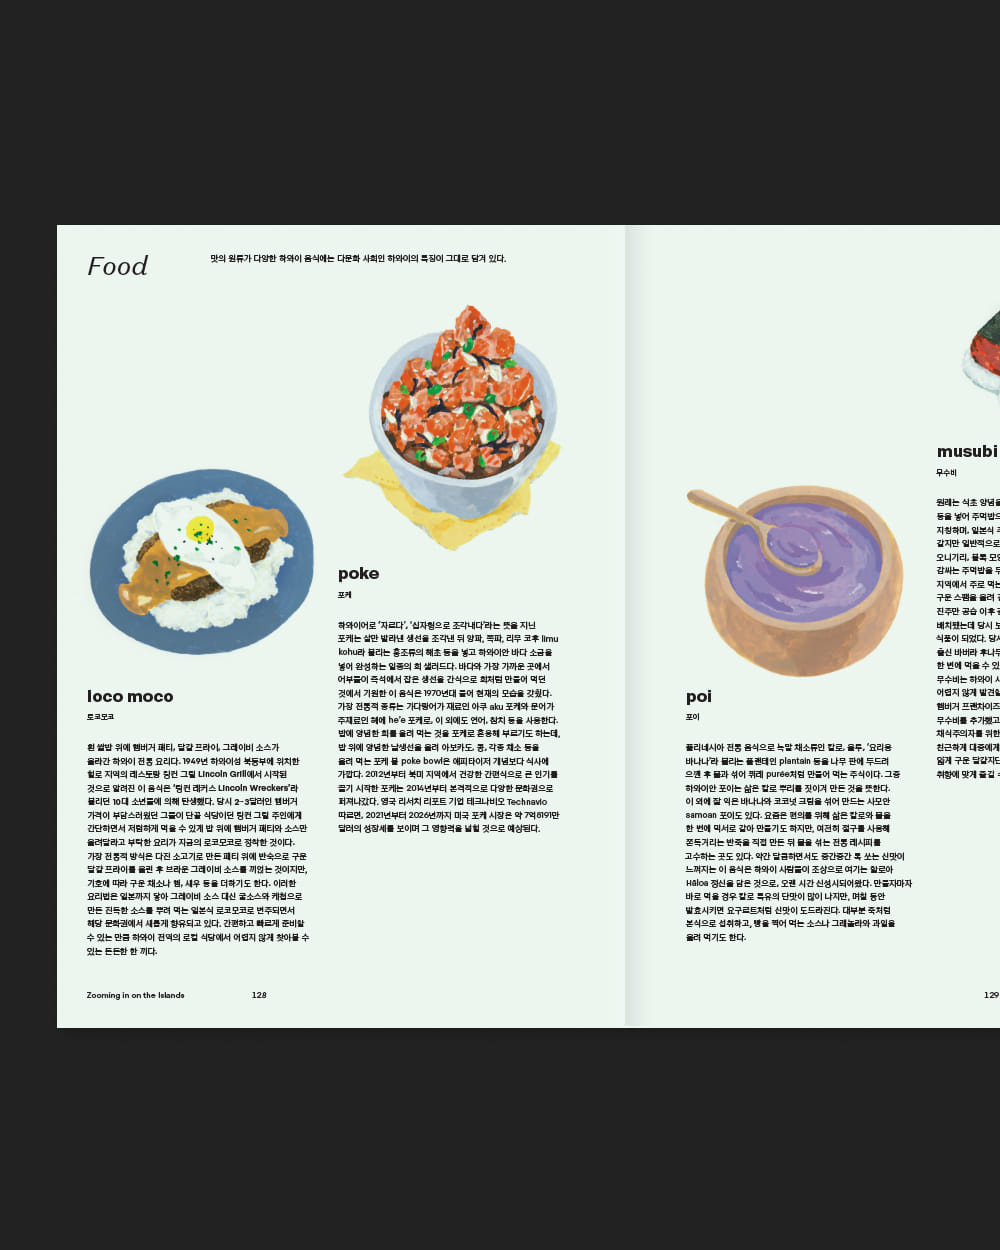 Food
맛의 원류가 다양한 하와이 음식에는 다문화 사회인 하와이의 특징이 그대로 담겨 있다.
loco moco
로코모코
흰 쌀밥 위에 햄버거 패티, 달걀 프라이, 그레이비 소스가
올라간 하와이 전통 요리다. 1949년 하와이섬 북동부에 위치한
힐로 지역의 레스토랑 링컨 그릴 Lincoln Grill에서 시작된
것으로 알려진 이 음식은 '링컨 레커스 Lincoln Wreckers'라
불리던 10대 소년들에 의해 탄생했다. 당시 2-3달러인 햄버거
가격이 부담스러웠던 그들이 단골 식당이던 링컨 그릴 주인에게
간단하면서 저렴하게 먹을 수 있게 밥 위에 햄버거 패티와 소스만
올려달라고 부탁한 요리가 지금의 로코모코로 정착한 것이다.
가장 전통적 방식은 다진 소고기로 만든 패티 위에 반숙으로 구운
달걀 프라이를 올린 후 브라운 그레이비 소스를 끼얹는 것이지만,
기호에 따라 구운 채소나 햄, 새우 등을 더하기도 한다. 이러한
요리법은 일본까지 닿아 그레이비 소스 대신 굴소스와 케첩으로
만든 진득한 소스를 뿌려 먹는 일본식 로코모코로 변주되면서
해당 문화권에서 새롭게 향유되고 있다. 간편하고 빠르게 준비할
수 있는 만큼 하와이 전역의 로컬 식당에서 어렵지 않게 찾아볼 수
있는 든든한 한 끼다.
poke
포케
하와이어로 '자르다', '십자형으로 조각내다'라는 뜻을 지닌
포케는 살만 발라낸 생선을 조각낸 뒤 양파, 쪽파, 리무 코후 limu
kohu라 불리는 홍조류의 해초 등을 넣고 하와이안 바다 소금을
넣어 완성하는 일종의 회 샐러드다. 바다와 가장 가까운 곳에서
어부들이 즉석에서 잡은 생선을 간식으로 회처럼 만들어 먹던
것에서 기원한 이 음식은 1970년대 들어 현재의 모습을 갖췄다.
가장 전통적 종류는 가다랑어가 재료인 아쿠 aku 포케와 문어가
주재료인 헤에 he'e 포케로, 이 외에도 연어, 참치 등을 사용한다.
밥에 양념한 회를 올려 먹는 것을 포케로 혼용해 부르기도 하는데,
밥 위에 양념한 날생선을 올려 아보카도, 콩, 각종 채소 등을
올려 먹는 포케 볼 poke bowl은 애피타이저 개념보다 식사에
가깝다. 2012년부터 북미 지역에서 건강한 간편식으로 큰 인기를
끌기 시작한 포케는 2014년부터 본격적으로 다양한 문화권으로
퍼져나갔다. 영국 리서치 리포트 기업 테크나비오 Technavio
따르면, 2021년부터 2026년까지 미국 포케 시장은 약 7억8191만
달러의 성장세를 보이며 그 영향력을 넓힐 것으로 예상된다.
Zooming in on the Islands
128
poi
포이
폴리네시아 전통 음식으로 녹말 채소류인 칼로, 울루, '요리용
바나나'라 불리는 플랜테인 plantain 등을 나무 판에 두드려
으깬 후 물과 섞어 퓌레 purée처럼 만들어 먹는 주식이다. 그중
하와이안 포이는 삶은 칼로 뿌리를 짓이겨 만든 것을 뜻한다.
이 외에 잘 익은 바나나와 코코넛 크림을 섞어 만드는 사모안
samoan 포이도 있다. 요즘은 편의를 위해 삶은 칼로와 물을
한 번에 믹서로 갈아 만들기도 하지만, 여전히 절구를 사용해
쫀득거리는 반죽을 직접 만든 뒤 물을 섞는 전통 레시피를
고수하는 곳도 있다. 약간 달큼하면서도 중간중간 톡 쏘는 신맛이
느껴지는 이 음식은 하와이 사람들이 조상으로 여기는 할로아
Hāloa 정신을 담은 것으로, 오랜 시간 신성시되어왔다. 만들자마자
바로 먹을 경우 칼로 특유의 단맛이 많이 나지만, 며칠 동안
발효시키면 요구르트처럼 신맛이 도드라진다. 대부분 죽처럼
본식으로 섭취하고, 빵을 찍어 먹는 소스나 그래놀라와 과일을
올려 먹기도 한다.
musubi
무수비
원래는 식초 양념을
등을 넣어 주먹밥으
지칭하며, 일본식 주
같지만 일반적으로
오니기리, 블록 모양
감싸는 주먹밥을 무
지역에서 주로 먹는
구운 스팸을 올려 김
진주만 공습 이후
배치됐는데 당시 보
식품이 되었다. 당시
출신 바버라 후나무
한 번에 먹을 수 있
무수비는 하와이 시
어렵지 않게 발견할
햄버거 프랜차이즈
무수비를 추가했고
채식주의자를 위한
친근하게 대중에게
얇게 구운 달걀지단
취향에 맞게 즐길 수
129